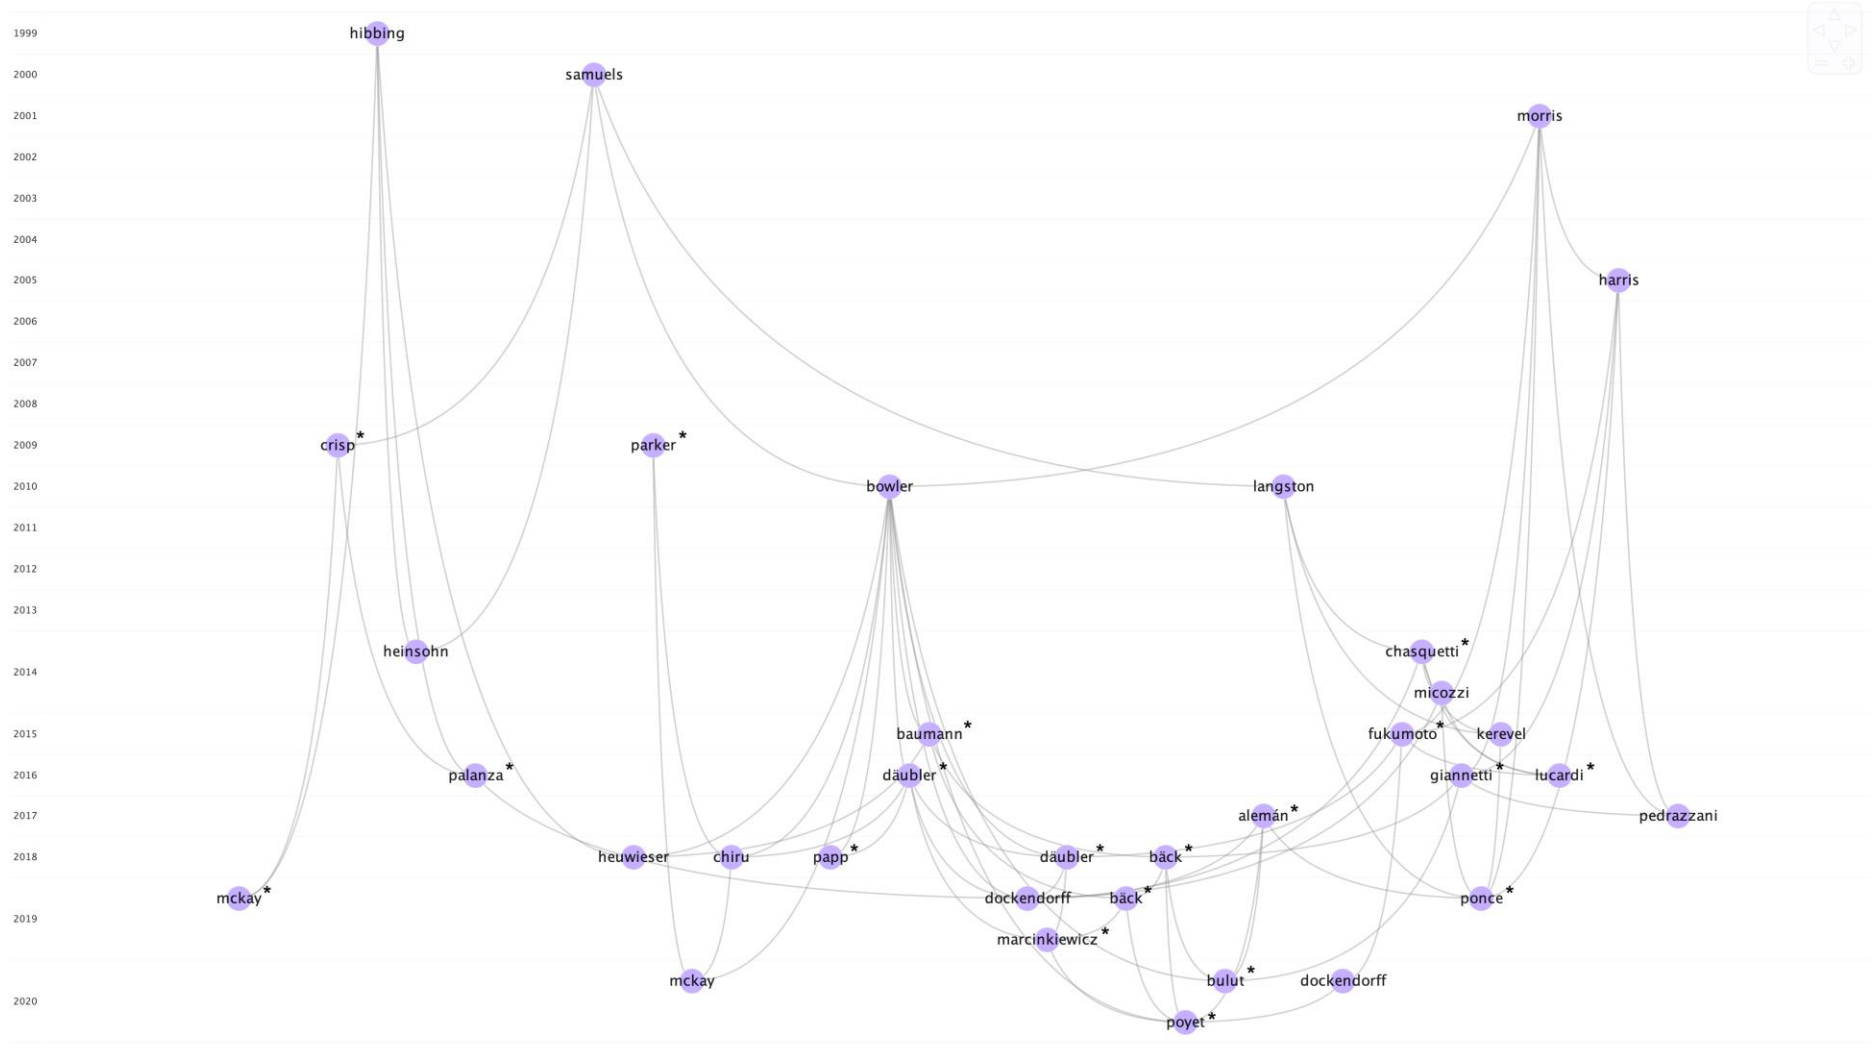 1999
hibbing
2000
samuels
2001
morris
2002
2003
2004
2005
harris
2006
2007
2008
2009
crisp *
parker *
2010
bowler
langston
2011
2012
2013
heinsohn
chasquetti *
2014
micozzi
2015
baumann *
fukumoto *
kerevel
2016
palanza *
däubler *
giannetti *
lucardi *
2017
alemán *
pedrazzani
2018
heuwieser
chiru
papp *
däubler *
bäck *
mckay *
dockendorff
bäck *
ponce *
2019
marcinkiewicz *
mckay
bulut *
dockendorff
2020
poyet *